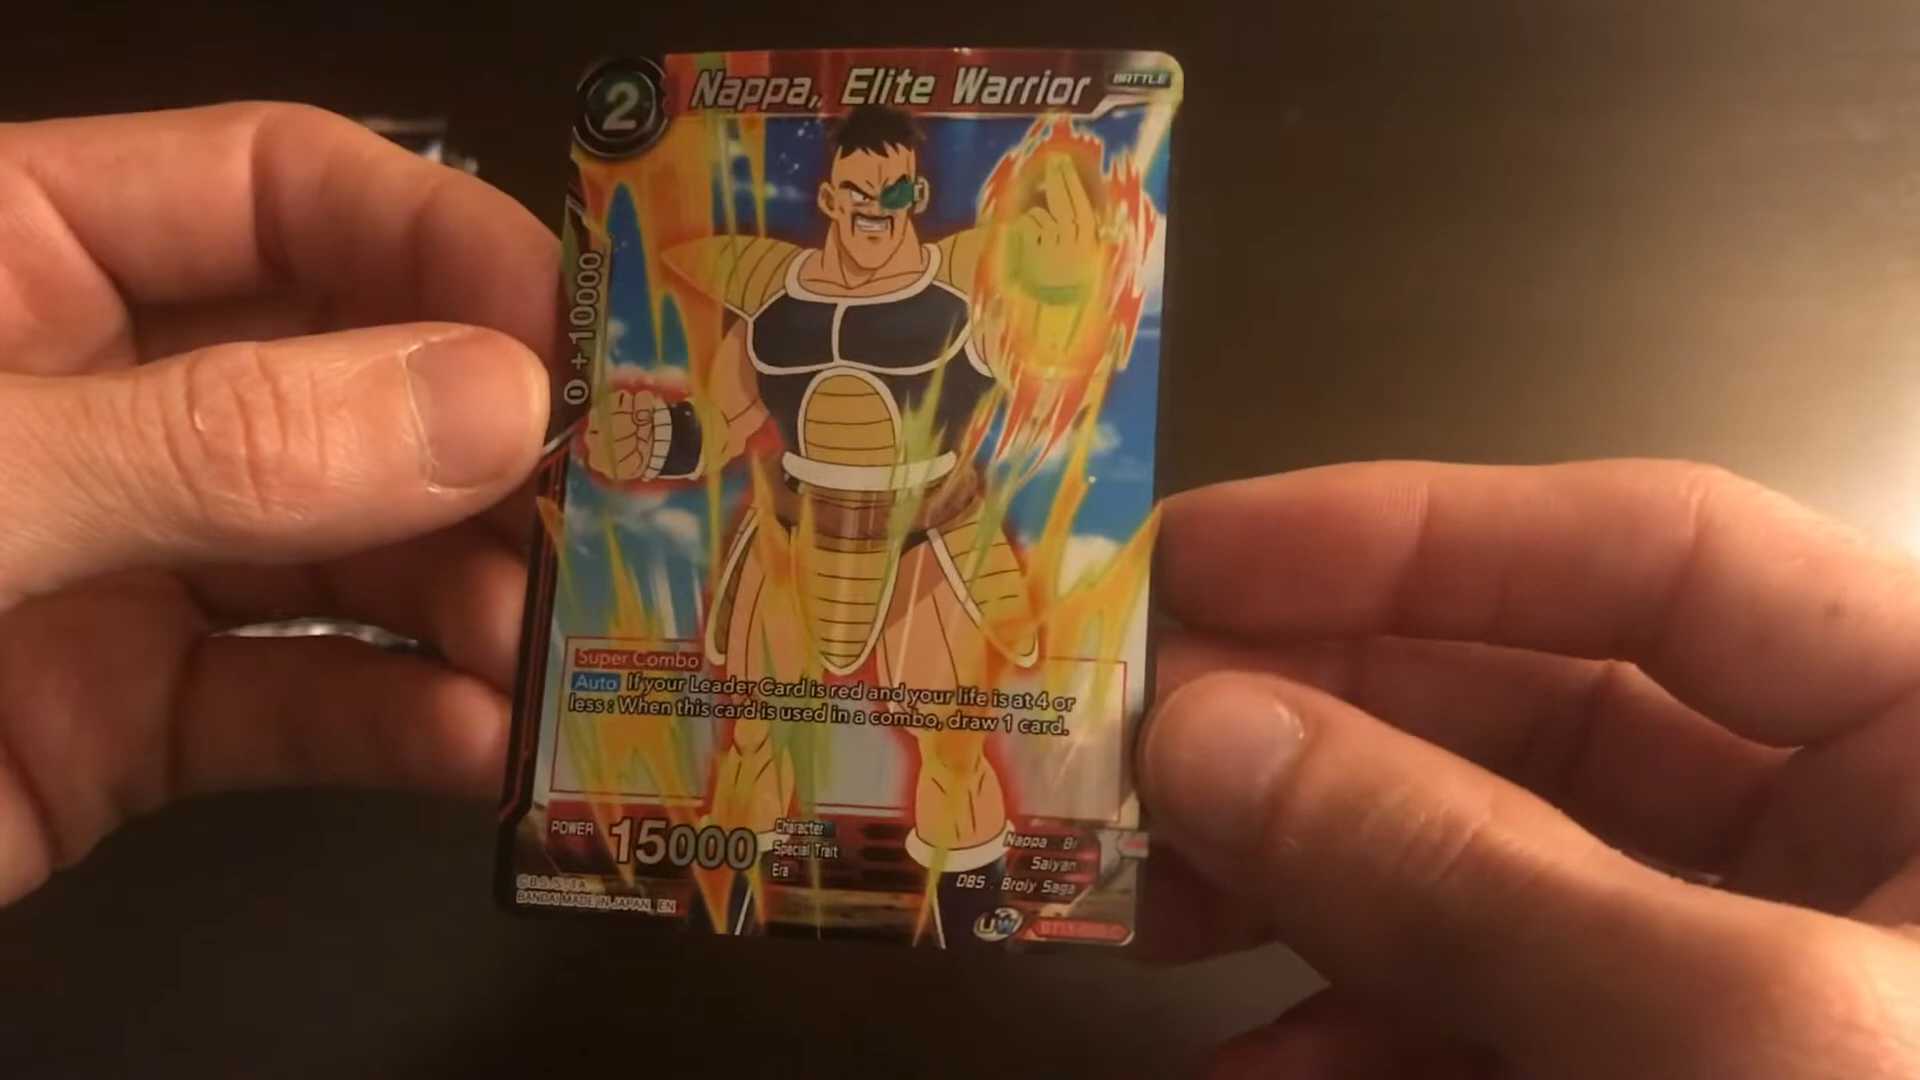 2
Nappa, Elite Warrior
BATTLE
0 +10000
Super Combo
Auto If your Leader Card is red and your life is at 4 or
less : When this card is used in a combo, draw 1 card.
POWER 15000
Character Nappa : Br
Special Trait Saiyan
Era DBS : Broly Saga
BANDAI MADE IN JAPAN EN
UW